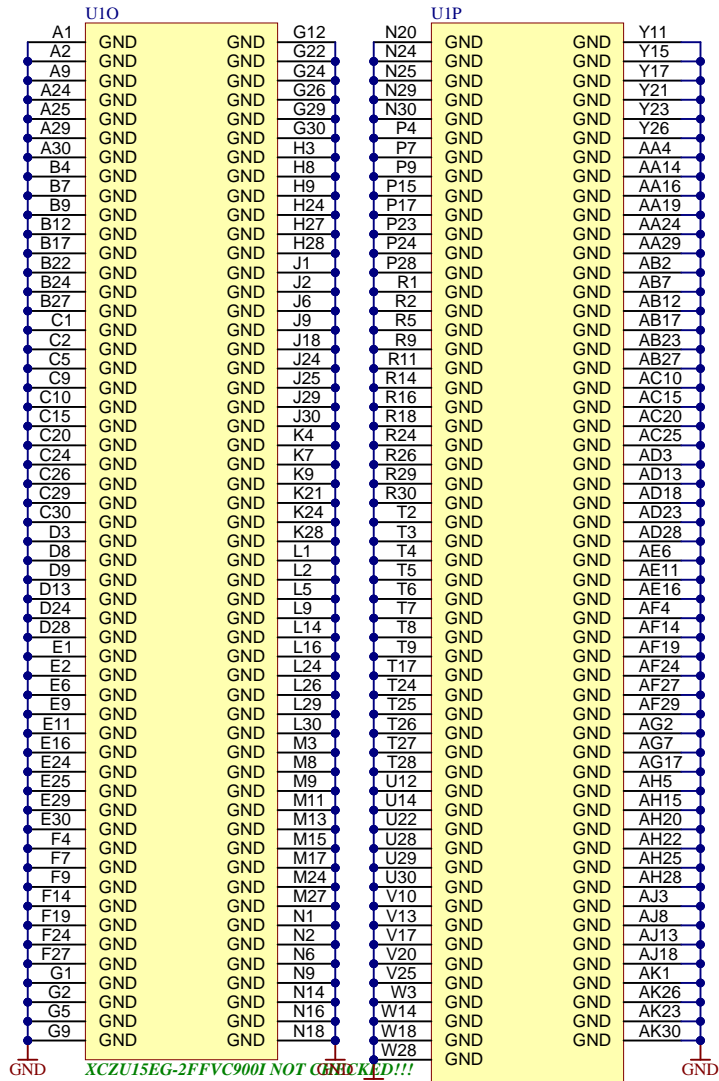 U1O U1P
A1 GND GND G12 N20 GND GND Y11
A2 GND GND G22 N24 GND GND Y15
A9 GND GND G24 N25 GND GND Y17
A24 GND GND G26 N29 GND GND Y21
A25 GND GND G29 N30 GND GND Y23
A29 GND GND G30 P4 GND GND Y26
A30 GND GND H3 P7 GND GND AA4
B4 GND GND H8 P9 GND GND AA14
B7 GND GND H9 P15 GND GND AA16
B9 GND GND H24 P17 GND GND AA19
B12 GND GND H27 P23 GND GND AA24
B17 GND GND H28 P24 GND GND AA29
B22 GND GND J1 P28 GND GND AB2
B24 GND GND J2 R1 GND GND AB7
B27 GND GND J6 R2 GND GND AB12
C1 GND GND J9 R5 GND GND AB17
C2 GND GND J18 R9 GND GND AB23
C5 GND GND J24 R11 GND GND AB27
C9 GND GND J25 R14 GND GND AC10
C10 GND GND J29 R16 GND GND AC15
C15 GND GND J30 R18 GND GND AC20
C20 GND GND K4 R24 GND GND AC25
C24 GND GND K7 R26 GND GND AD3
C26 GND GND K9 R29 GND GND AD13
C29 GND GND K21 R30 GND GND AD18
C30 GND GND K24 T2 GND GND AD23
D3 GND GND K28 T3 GND GND AD28
D8 GND GND L1 T4 GND GND AE6
D9 GND GND L2 T5 GND GND AE11
D13 GND GND L5 T6 GND GND AE16
D24 GND GND L9 T7 GND GND AF4
D28 GND GND L14 T8 GND GND AF14
E1 GND GND L16 T9 GND GND AF19
E2 GND GND L24 T17 GND GND AF24
E6 GND GND L26 T24 GND GND AF27
E9 GND GND L29 T25 GND GND AF29
E11 GND GND L30 T26 GND GND AG2
E16 GND GND M3 T27 GND GND AG7
E24 GND GND M8 T28 GND GND AG17
E25 GND GND M9 U12 GND GND AH5
E29 GND GND M11 U14 GND GND AH15
E30 GND GND M13 U22 GND GND AH20
F4 GND GND M15 U28 GND GND AH22
F7 GND GND M17 U29 GND GND AH25
F9 GND GND M24 U30 GND GND AH28
F14 GND GND M27 V10 GND GND AJ3
F19 GND GND N1 V13 GND GND AJ8
F24 GND GND N2 V17 GND GND AJ13
F27 GND GND N6 V20 GND GND AJ18
G1 GND GND N9 V25 GND GND AK1
G2 GND GND N14 W3 GND GND AK26
G5 GND GND N16 W14 GND GND AK23
G9 GND GND N18 W18 GND GND AK30
W28 GND
GND XCZU15EG-2FFVC900I NOT CHECKED!!! GND GND